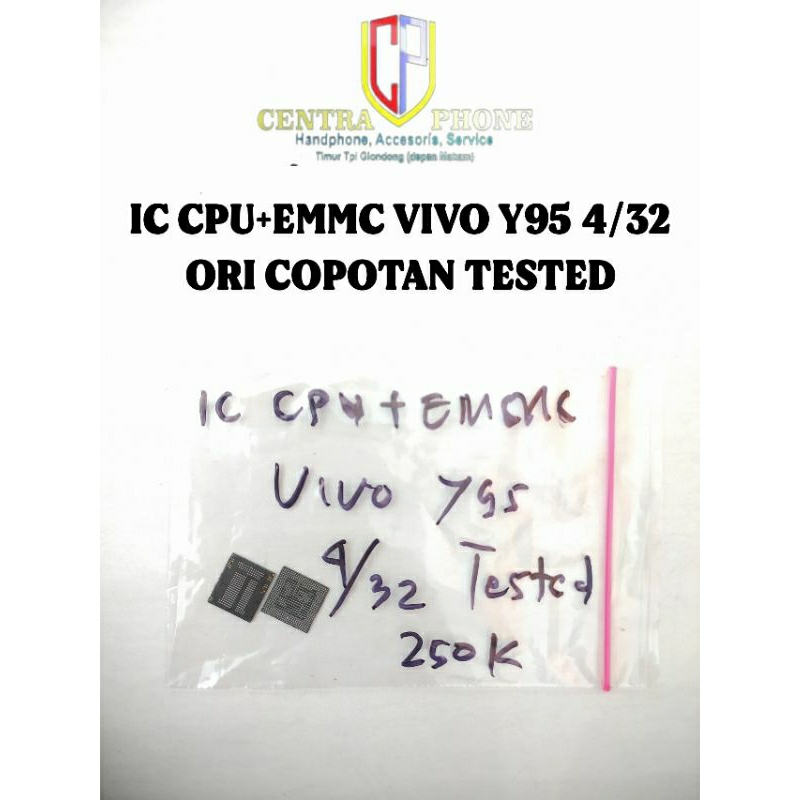 CP
CENTRA PHONE
Handphone, Accesoris, Service
Timur Tpi Glondong (depan Makam)
IC CPU+EMMC VIVO Y95 4/32
ORI COPOTAN TESTED
IC CPU+EMMC
VIVO Y95
4/32 Tested
250K